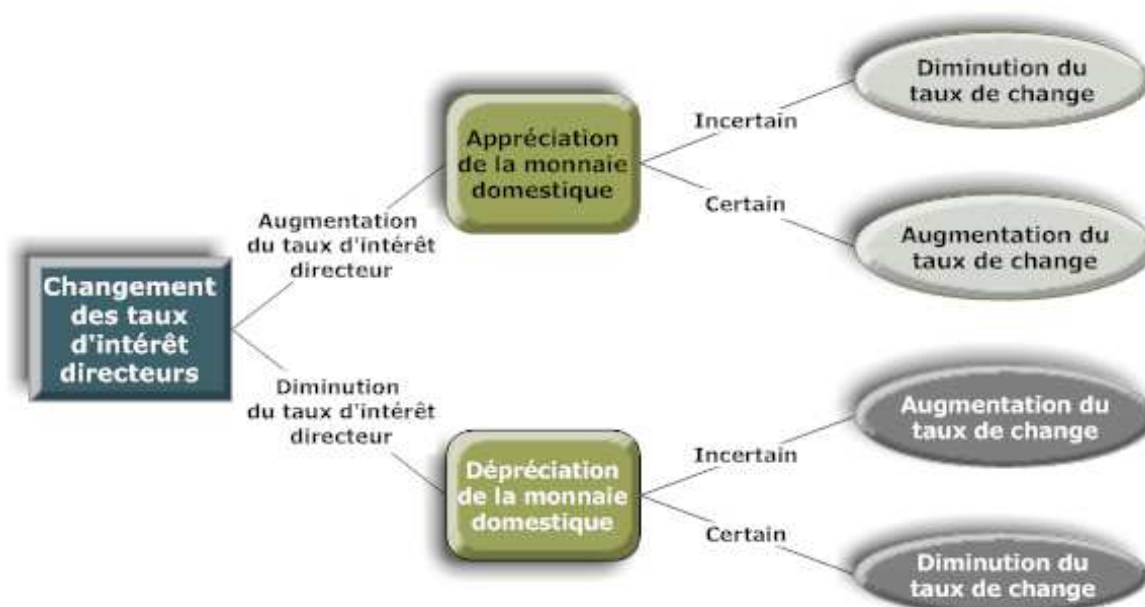 Changement
des taux
d'intérêt
directeurs
Augmentation
du taux d'intérêt
directeur
Appréciation
de la monnaie
domestique
Incertain
Diminution du
taux de change
Certain
Augmentation du
taux de change
Diminution
du taux d'intérêt
directeur
Dépréciation
de la monnaie
domestique
Incertain
Augmentation du
taux de change
Certain
Diminution du
taux de change